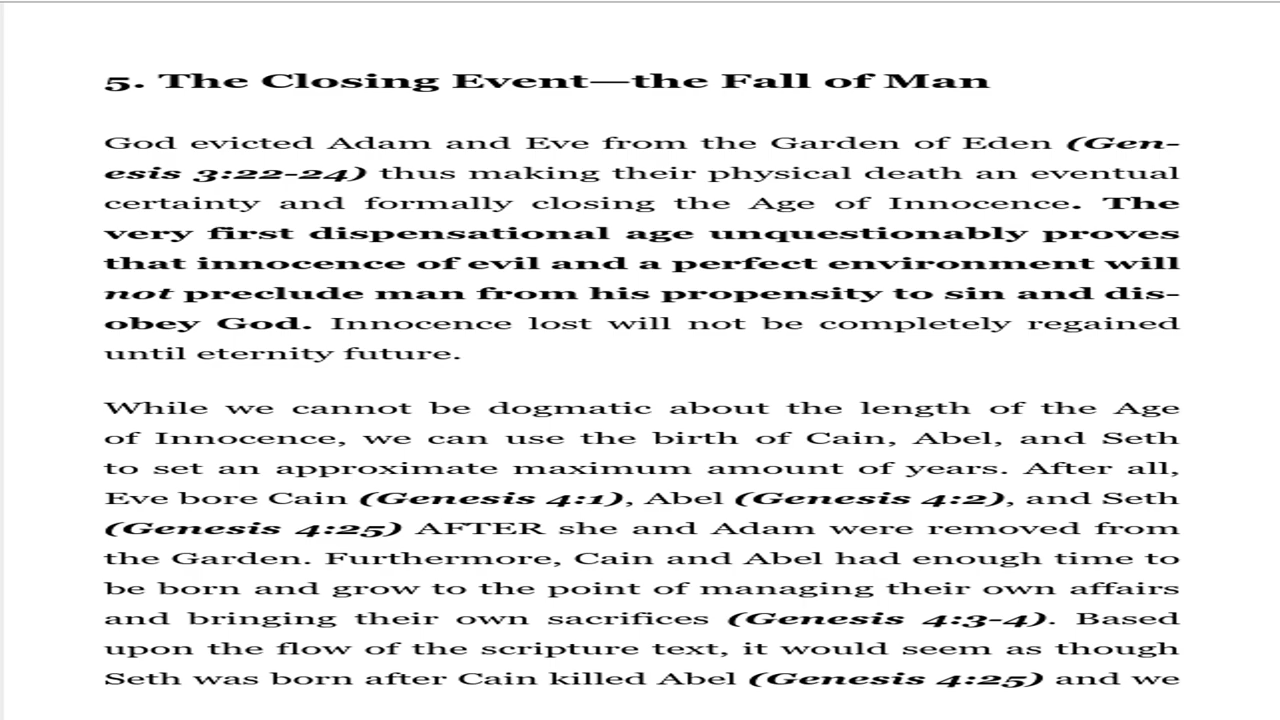 5. The Closing Event—the Fall of Man
God evicted Adam and Eve from the Garden of Eden (Gen-
esis 3:22-24) thus making their physical death an eventual
certainty and formally closing the Age of Innocence. The
very first dispensational age unquestionably proves
that innocence of evil and a perfect environment will
not preclude man from his propensity to sin and dis-
obey God. Innocence lost will not be completely regained
until eternity future.
While we cannot be dogmatic about the length of the Age
of Innocence, we can use the birth of Cain, Abel, and Seth
to set an approximate maximum amount of years. After all,
Eve bore Cain (Genesis 4:1), Abel (Genesis 4:2), and Seth
(Genesis 4:25) AFTER she and Adam were removed from
the Garden. Furthermore, Cain and Abel had enough time to
be born and grow to the point of managing their own affairs
and bringing their own sacrifices (Genesis 4:3-4). Based
upon the flow of the scripture text, it would seem as though
Seth was born after Cain killed Abel (Genesis 4:25) and we